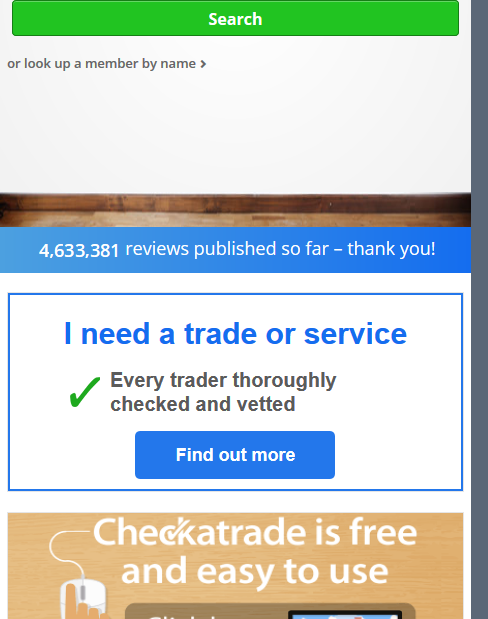 Search
or look up a member by name >
4,633,381 reviews published so far – thank you!
I need a trade or service
Every trader thoroughly
checked and vetted
Find out more
Checkatrade is free
and easy to use